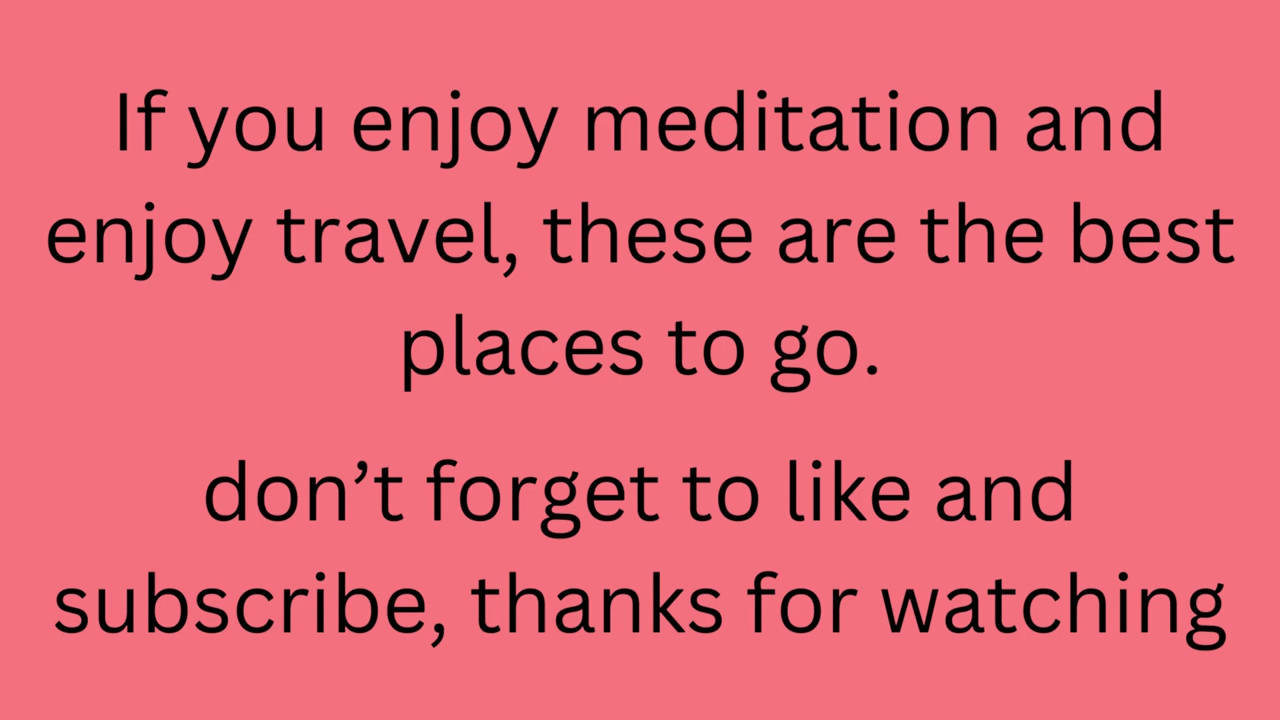 If you enjoy meditation and
enjoy travel, these are the best
places to go.
don’t forget to like and
subscribe, thanks for watching